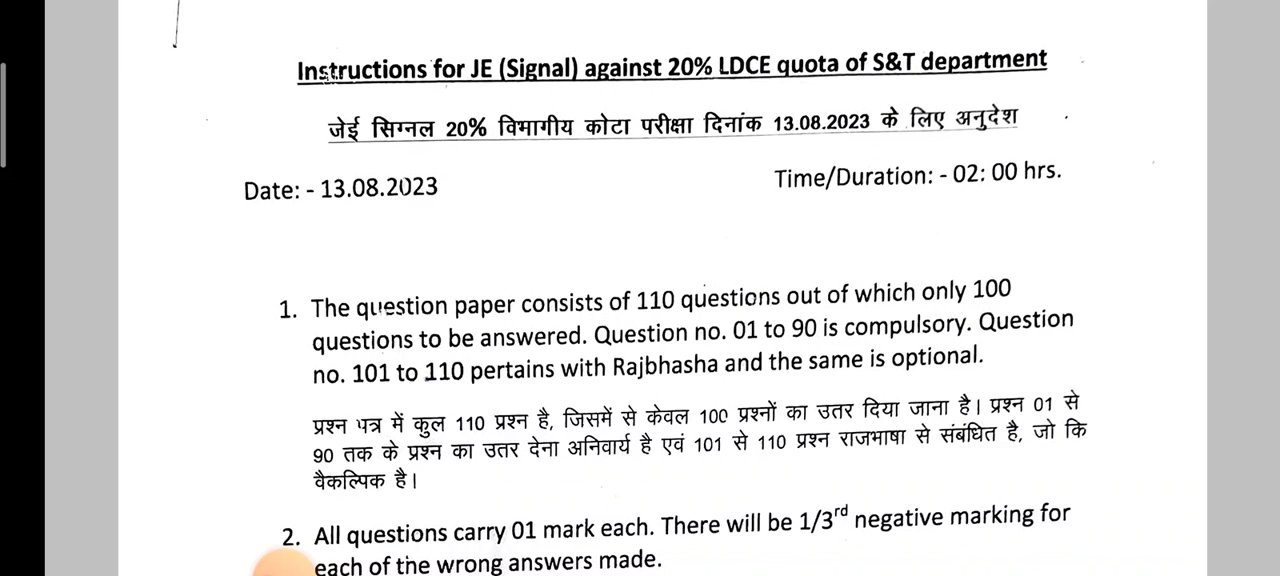 Instructions for JE (Signal) against 20% LDCE quota of S&T department
जेई सिग्नल 20% विभागीय कोटा परीक्षा दिनांक 13.08.2023 के लिए अनुदेश
Date: - 13.08.2023
Time/Duration: - 02: 00 hrs.
1. The question paper consists of 110 questions out of which only 100
questions to be answered. Question no. 01 to 90 is compulsory. Question
no. 101 to 110 pertains with Rajbhasha and the same is optional.
प्रश्न पत्र में कुल 110 प्रश्न है, जिसमें से केवल 100 प्रश्नों का उतर दिया जाना है। प्रश्न 01 से
90 तक के प्रश्न का उतर देना अनिवार्य है एवं 101 से 110 प्रश्न राजभाषा से संबंधित है, जो कि
वैकल्पिक है।
2. All questions carry 01 mark each. There will be 1/3rd negative marking for
each of the wrong answers made.